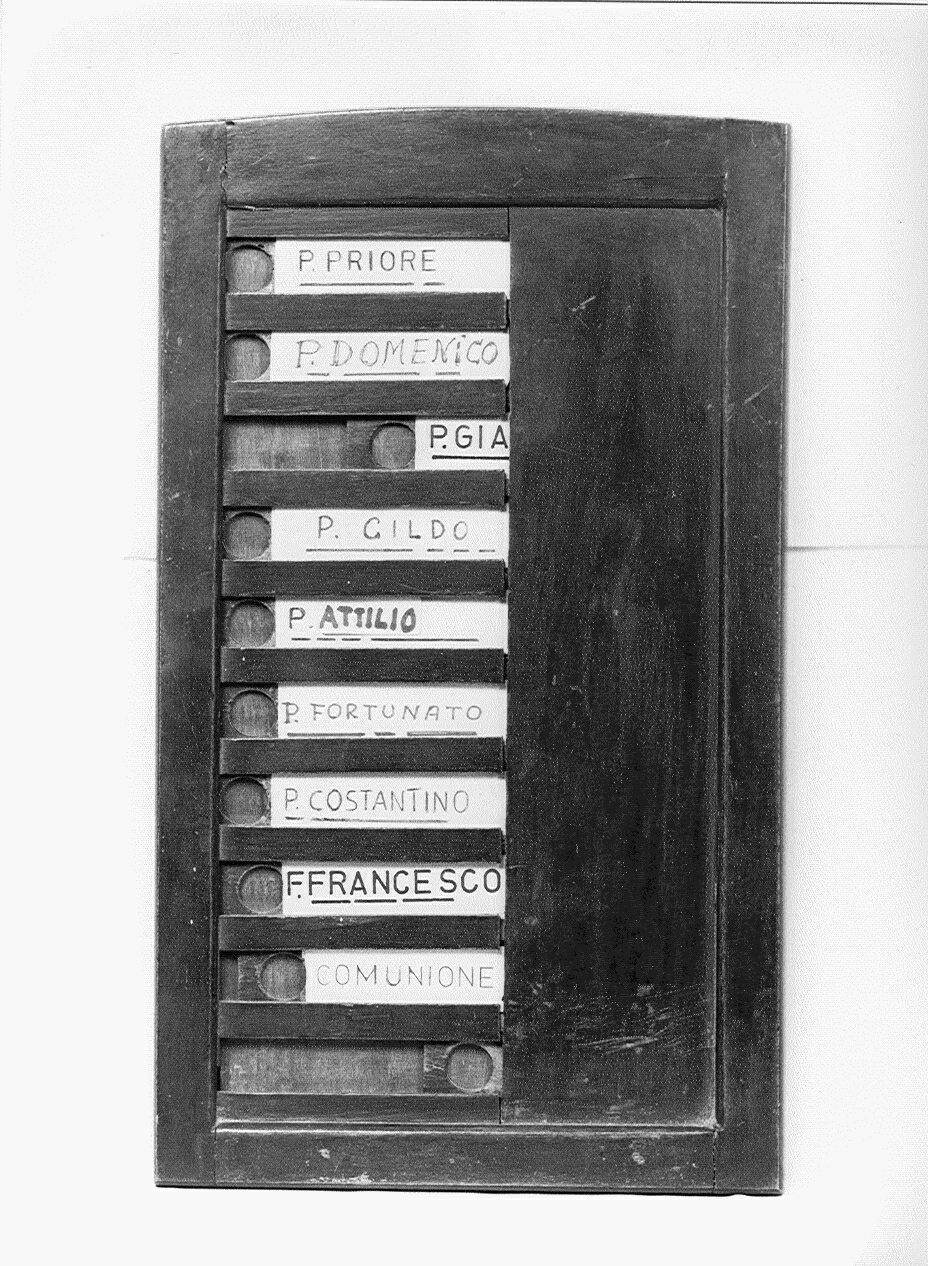 P. PRIORE
P. DOMENiCO
P. GIA
P. GILDO
P. ATTILIO
P. FORTUNATO
P. COSTANTINO
F. FRANCESCO
COMUNIONE